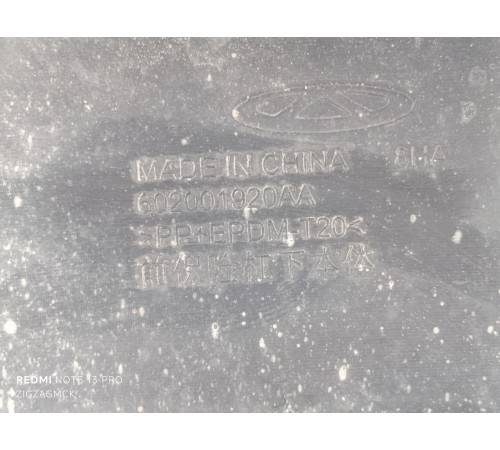 MADE IN CHINA 8HA
602001920AA
>PP+EPDM-T20<
前保险杠下本体
REDMI NOTE 13 PRO
ZIGZAGMCK